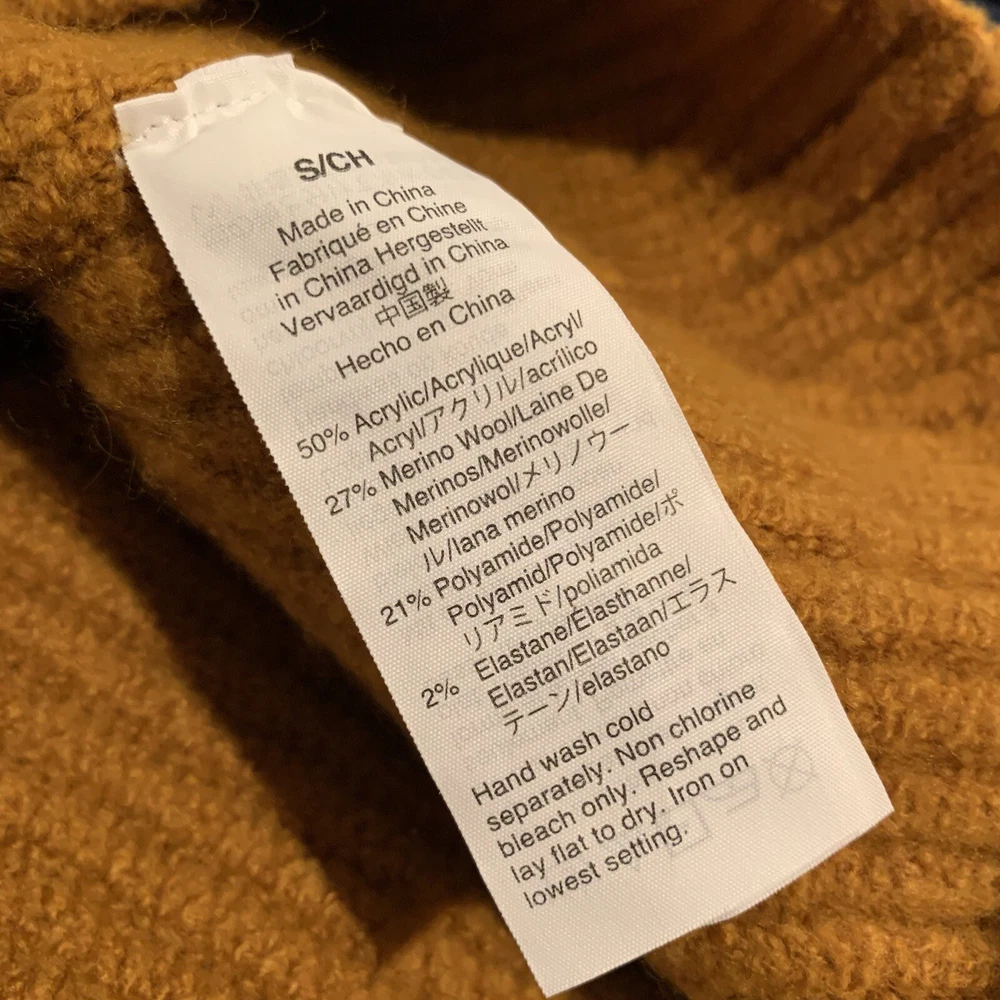 S/CH
Made in China
Fabriqué en Chine
in China Hergestellt
Vervaardigd in China
中国製
Hecho en China
50% Acrylic/Acrylique/Acryl/
Acryl/アクリル/acrílico
27% Merino Wool/Laine De
Merinos/Merinowolle/
Merinowol/メリノウー
ル/lana merino
21% Polyamide/Polyamide/
Polyamid/Polyamide/ポ
リアミド/poliamida
2% Elastane/Élasthanne/
Elastan/Elastaan/エラス
テーン/elastano
Hand wash cold
separately. Non chlorine
bleach only. Reshape and
lay flat to dry. Iron on
lowest setting.